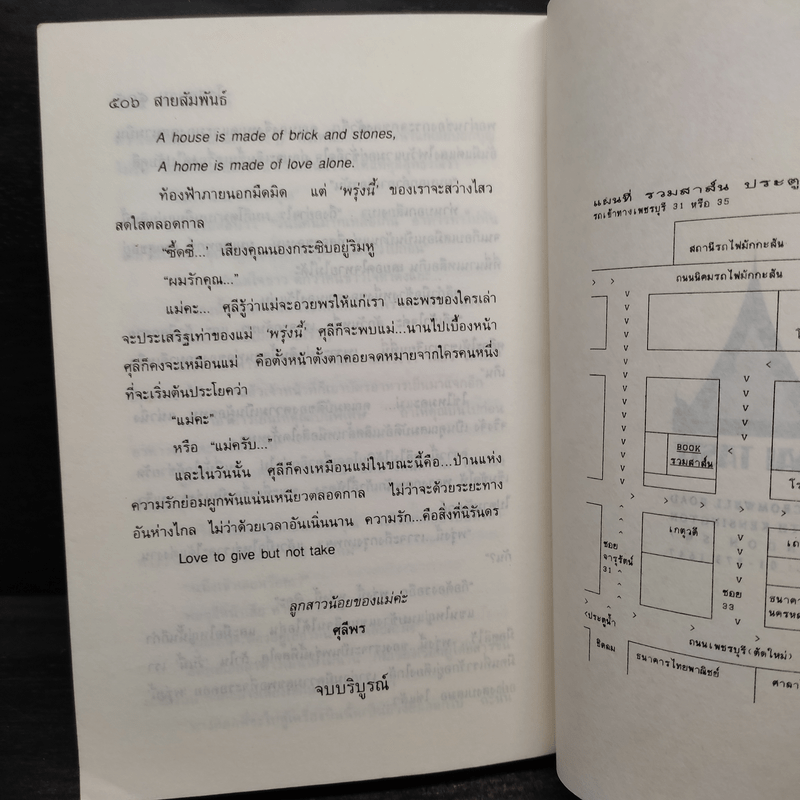 ๕๐๖ สายสัมพันธ์
A house is made of brick and stones,
A home is made of love alone.
ท้องฟ้าภายนอกมืดมิด แต่ ‘พรุ่งนี้’ ของเราจะสว่างไสว
สดใสตลอดกาล
“ซี้ดซี่...’ เสียงคุณนองกระซิบอยู่ริมหู
“ผมรักคุณ...”
แม่คะ... ศุลีรู้ว่าแม่จะอวยพรให้แก่เรา และพรของใครเล่า
จะประเสริฐเท่าของแม่ ‘พรุ่งนี้’ ศุลีก็จะพบแม่...นานไปเบื้องหน้า
ศุลีก็คงจะเหมือนแม่ คือตั้งหน้าตั้งตาคอยจดหมายจากใครคนหนึ่ง
ที่จะเริ่มต้นประโยคว่า
“แม่คะ”
หรือ “แม่ครับ...”
และในวันนั้น ศุลีก็คงเหมือนแม่ในขณะนี้คือ...ป่านแห่ง
ความรักย่อมผูกพันแน่นเหนียวตลอดกาล ไม่ว่าจะด้วยระยะทาง
อันห่างไกล ไม่ว่าด้วยเวลาอันเนิ่นนาน ความรัก...คือสิ่งที่นิรันดร
Love to give but not take
ลูกสาวน้อยของแม่ค่ะ
ศุลีพร
จบบริบูรณ์
แผนที่ รวมสาส์น ประตู
รถเข้าทางเพชรบุรี 31 หรือ 35
สถานีรถไฟมักกะสัน
ถนนนิคมรถไฟมักกะสัน
BOOK
รวมสาส์น
เกตุวดี
ซอย
จารุรัตน์
31
ซอย
33
ธนาคาร
นครหล
<ประตูน้ำ
ชิดลม
ถนนเพชรบุรี(ตัดใหม่)
ธนาคารไทยพาณิชย์
ศาลา